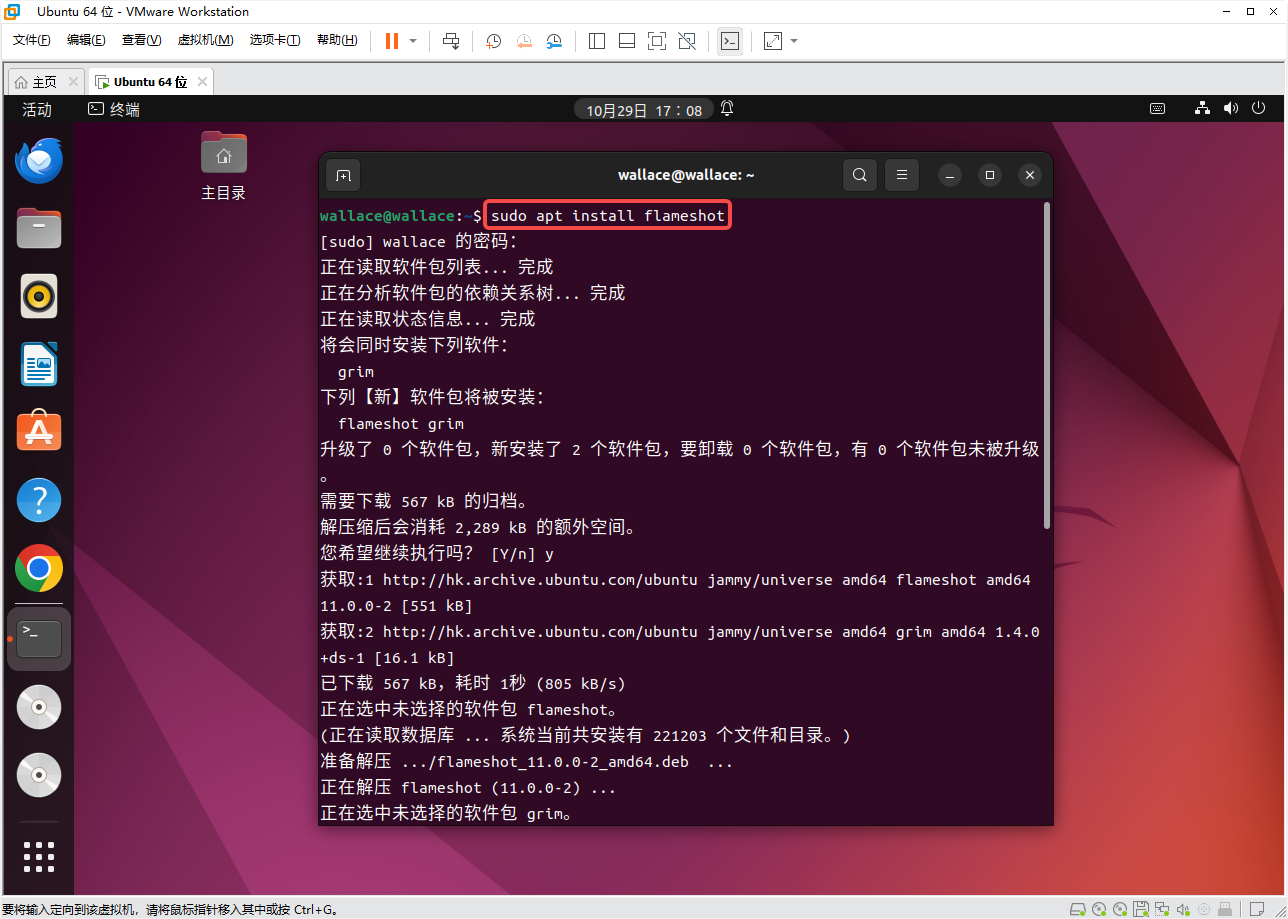 Ubuntu 64 位 - VMware Workstation
文件(F) 编辑(E) 查看(V) 虚拟机(M) 选项卡(T) 帮助(H)
主页 Ubuntu 64 位
活动 终端 10月29日 17：08
主目录
wallace@wallace: ~
wallace@wallace:~$ sudo apt install flameshot
[sudo] wallace 的密码：
正在读取软件包列表... 完成
正在分析软件包的依赖关系树... 完成
正在读取状态信息... 完成
将会同时安装下列软件：
grim
下列【新】软件包将被安装：
flameshot grim
升级了 0 个软件包，新安装了 2 个软件包，要卸载 0 个软件包，有 0 个软件包未被升级
。
需要下载 567 kB 的归档。
解压缩后会消耗 2,289 kB 的额外空间。
您希望继续执行吗？ [Y/n] y
获取:1 http://hk.archive.ubuntu.com/ubuntu jammy/universe amd64 flameshot amd64
11.0.0-2 [551 kB]
获取:2 http://hk.archive.ubuntu.com/ubuntu jammy/universe amd64 grim amd64 1.4.0
+ds-1 [16.1 kB]
已下载 567 kB，耗时 1秒 (805 kB/s)
正在选中未选择的软件包 flameshot。
(正在读取数据库 ... 系统当前共安装有 221203 个文件和目录。)
准备解压 .../flameshot_11.0.0-2_amd64.deb ...
正在解压 flameshot (11.0.0-2) ...
正在选中未选择的软件包 grim。
要将输入定向到该虚拟机，请将鼠标指针移入其中或按 Ctrl+G。